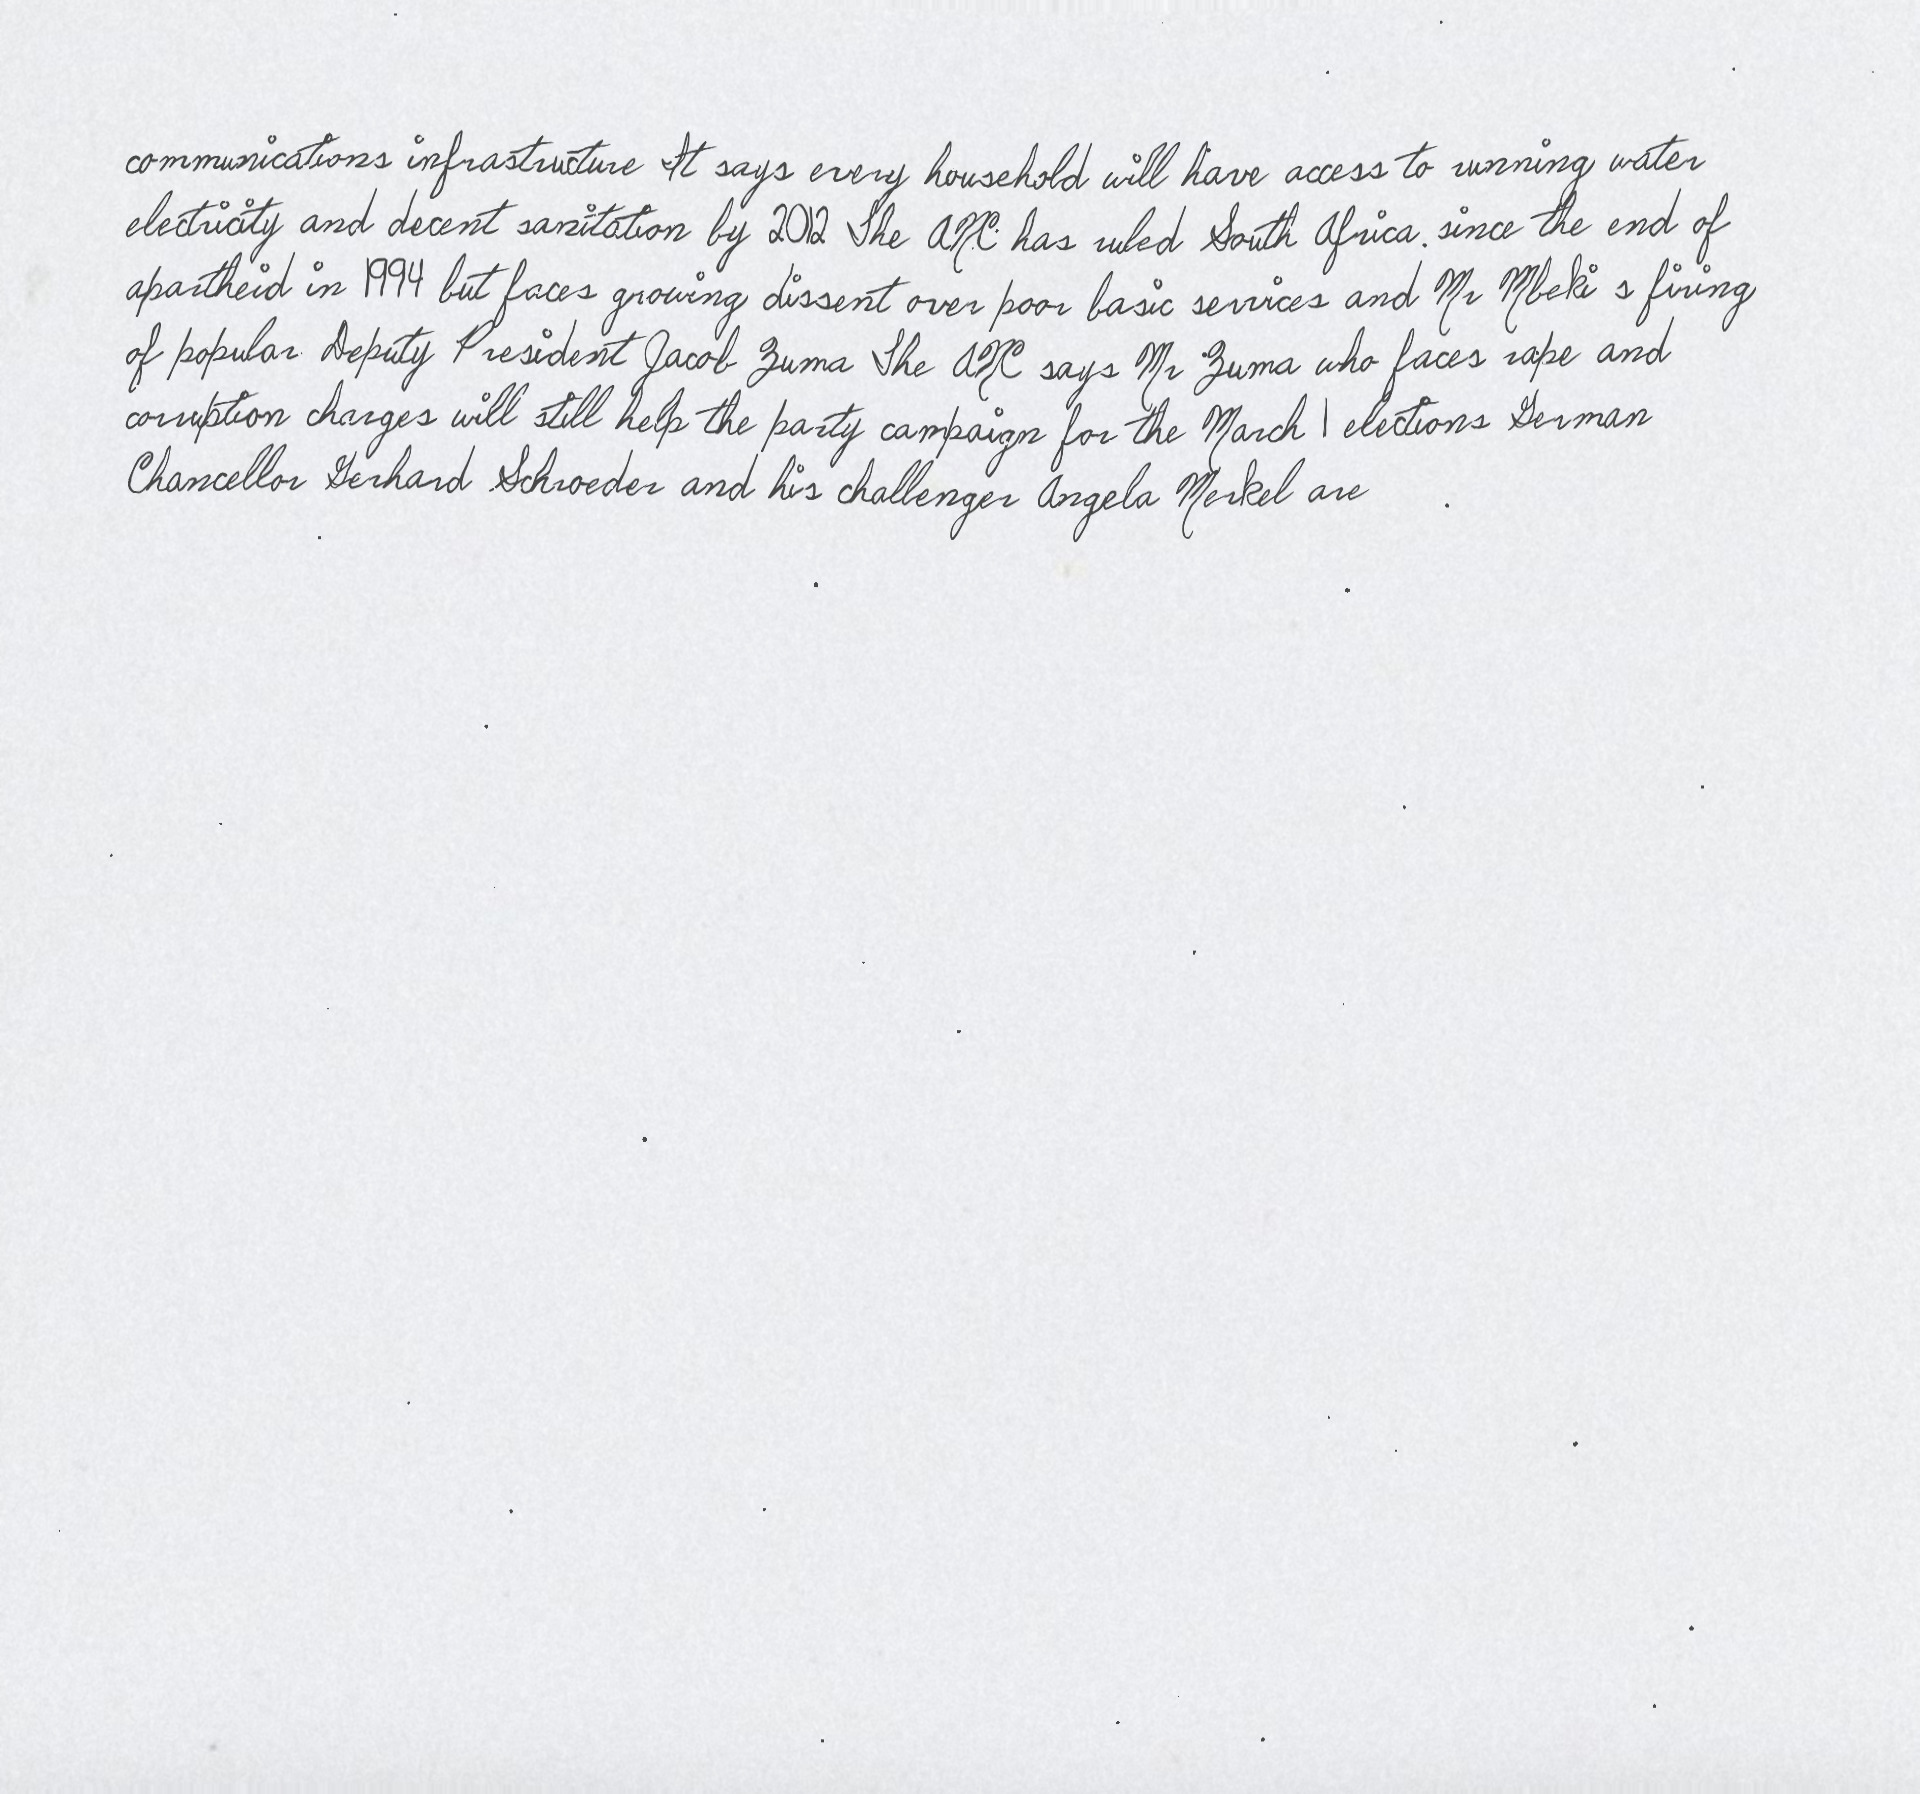 communications infrastructure It says every household will have access to running water
electricity and decent sanitation by 2012 The ANC has ruled South Africa since the end of
apartheid in 1994 but faces growing dissent over poor basic services and Mr Mbeki s firing
of popular Deputy President Jacob Zuma The ANC says Mr Zuma who faces rape and
corruption charges will still help the party campaign for the March 1 elections German
Chancellor Gerhard Schroeder and his challenger Angela Merkel are